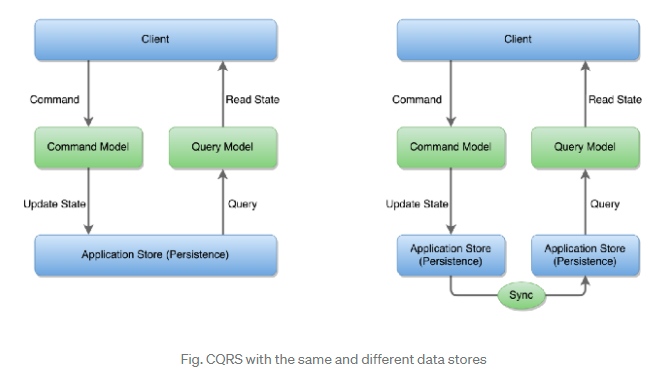 Client
Command
Read State
Command Model
Query Model
Update State
Query
Application Store (Persistence)
Client
Command
Read State
Command Model
Query Model
Update State
Query
Application Store
(Persistence)
Application Store
(Persistence)
Sync
Fig. CQRS with the same and different data stores